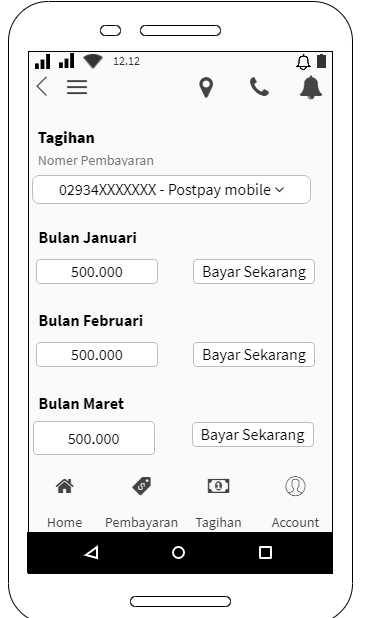 12.12
Tagihan
Nomer Pembayaran
02934XXXXXXX - Postpay mobile
Bulan Januari
500.000 Bayar Sekarang
Bulan Februari
500.000 Bayar Sekarang
Bulan Maret
500.000 Bayar Sekarang
Home Pembayaran Tagihan Account